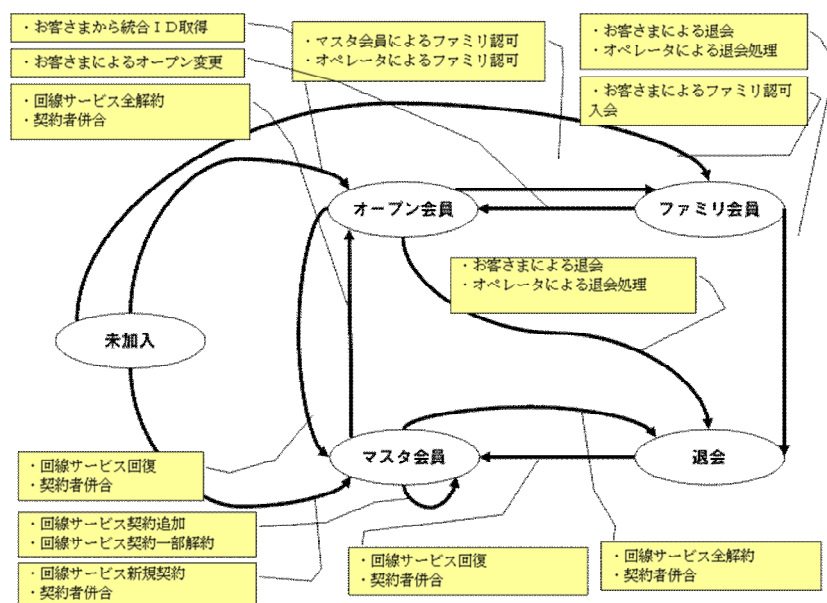 ・お客さまから統合ＩＤ取得
・お客さまによるオープン変更
・回線サービス全解約
・契約者併合
・マスタ会員によるファミリ認可
・オペレータによるファミリ認可
・お客さまによる退会
・オペレータによる退会処理
・お客さまによるファミリ認可
入会
オープン会員
ファミリ会員
・お客さまによる退会
・オペレータによる退会処理
未加入
マスタ会員
退会
・回線サービス回復
・契約者併合
・回線サービス契約追加
・回線サービス契約一部解約
・回線サービス新規契約
・契約者併合
・回線サービス回復
・契約者併合
・回線サービス全解約
・契約者併合